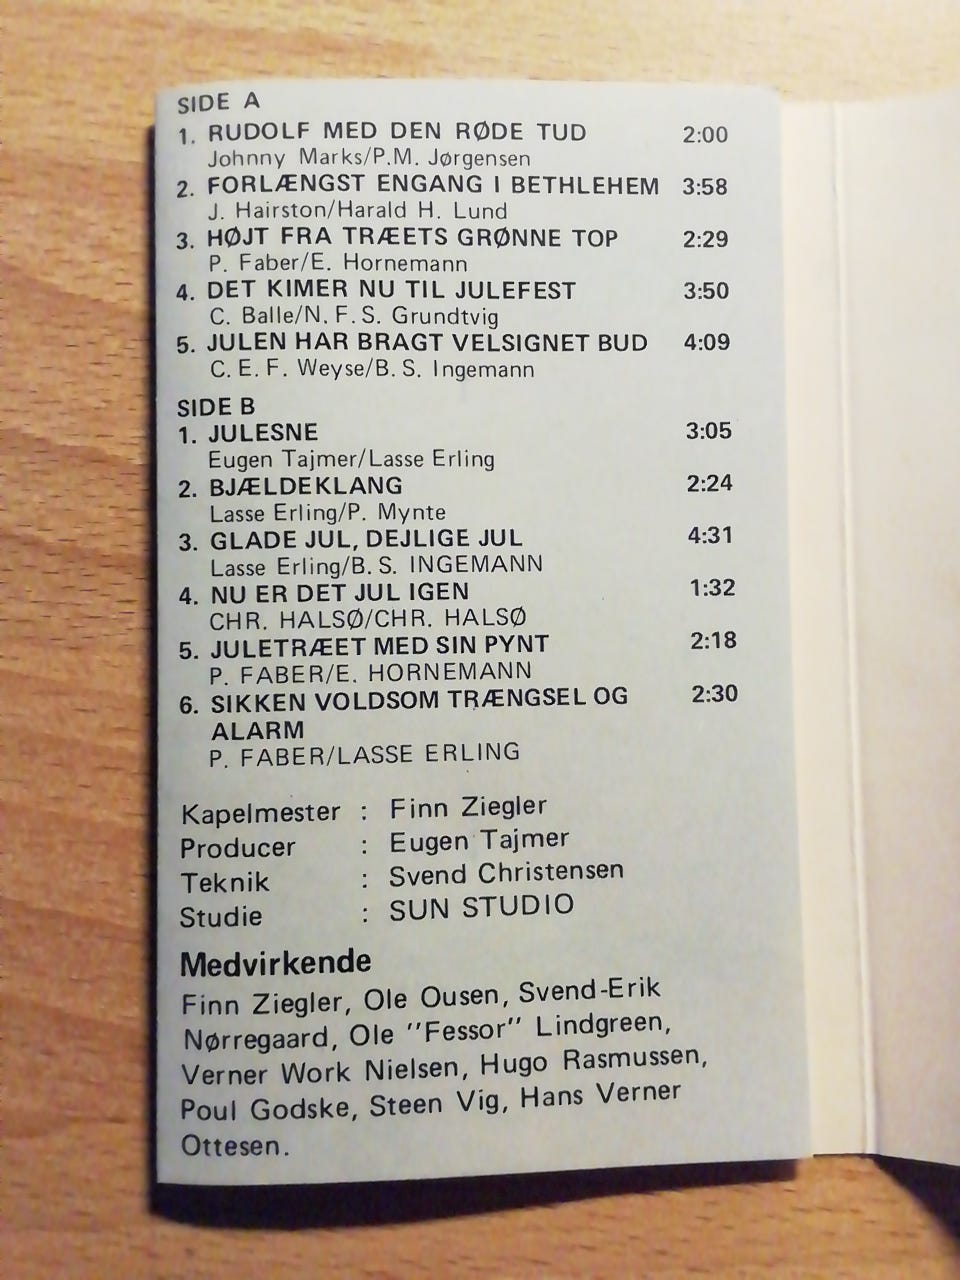 SIDE A
1. RUDOLF MED DEN RØDE TUD 2:00
Johnny Marks/P.M. Jørgensen
2. FORLÆNGST ENGANG I BETHLEHEM 3:58
J. Hairston/Harald H. Lund
3. HØJT FRA TRÆETS GRØNNE TOP 2:29
P. Faber/E. Hornemann
4. DET KIMER NU TIL JULEFEST 3:50
C. Balle/N.F.S. Grundtvig
5. JULEN HAR BRAGT VELSIGNET BUD 4:09
C.E.F. Weyse/B.S. Ingemann
SIDE B
1. JULESNE 3:05
Eugen Tajmer/Lasse Erling
2. BJÆLDEKLANG 2:24
Lasse Erling/P. Mynte
3. GLADE JUL, DEJLIGE JUL 4:31
Lasse Erling/B.S. INGEMANN
4. NU ER DET JUL IGEN 1:32
CHR. HALSØ/CHR. HALSØ
5. JULETRÆET MED SIN PYNT 2:18
P. FABER/E. HORNEMANN
6. SIKKEN VOLDSOM TRÆNGSEL OG 2:30
ALARM
P. FABER/LASSE ERLING
Kapelmester : Finn Ziegler
Producer : Eugen Tajmer
Teknik : Svend Christensen
Studie : SUN STUDIO
Medvirkende
Finn Ziegler, Ole Ousen, Svend-Erik
Nørregaard, Ole "Fessor" Lindgreen,
Verner Work Nielsen, Hugo Rasmussen,
Poul Godske, Steen Vig, Hans Verner
Ottesen.